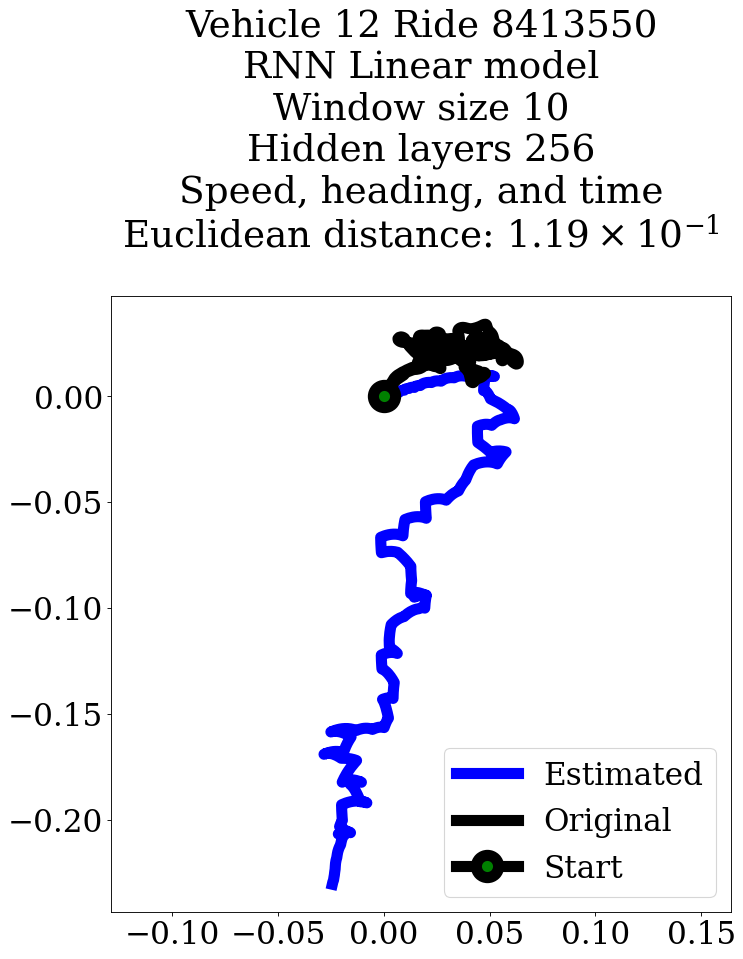 Vehicle 12 Ride 8413550
RNN Linear model
Window size 10
Hidden layers 256
Speed, heading, and time
Euclidean distance: 1.19 × 10⁻¹
0.00
−0.05
−0.10
−0.15
−0.20
Estimated
Original
Start
−0.10 −0.05 0.00 0.05 0.10 0.15